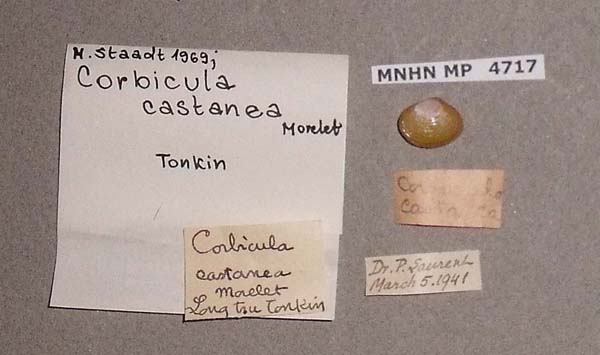 M. Staadt 1969;
Corbicula
castanea
Morelet
Tonkin
MNHN MP 4717
Corbicula
castanea
Morelet
Long tsu Tonkin
Dr. P. Laurent
March 5.1941